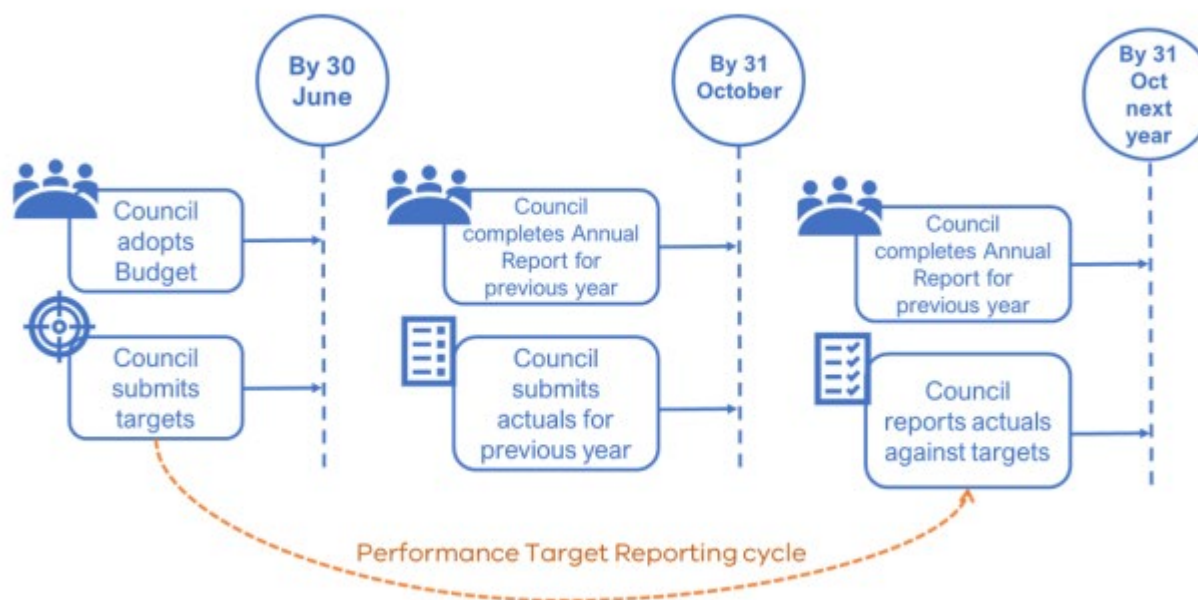 By 30
June
By 31
October
By 31
Oct
next
year
Council
adopts
Budget
Council
completes Annual
Report for
previous year
Council
completes Annual
Report for
previous year
Council
submits
targets
Council
submits
actuals for
previous year
Council
reports actuals
against targets
Performance Target Reporting cycle